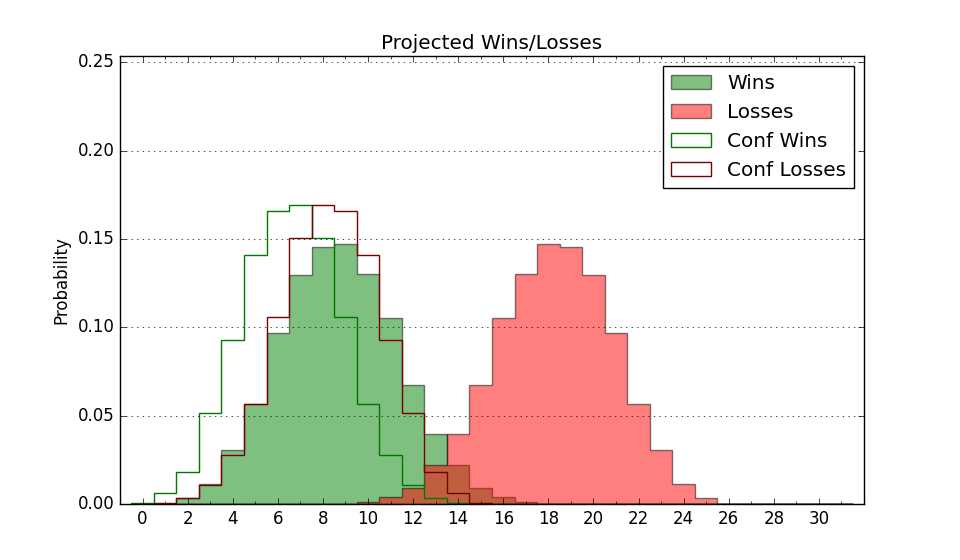 Projected Wins/Losses
0.25
0.20
0.15
0.10
0.05
0.00
Probability
Wins
Losses
Conf Wins
Conf Losses
0 2 4 6 8 10 12 14 16 18 20 22 24 26 28 30